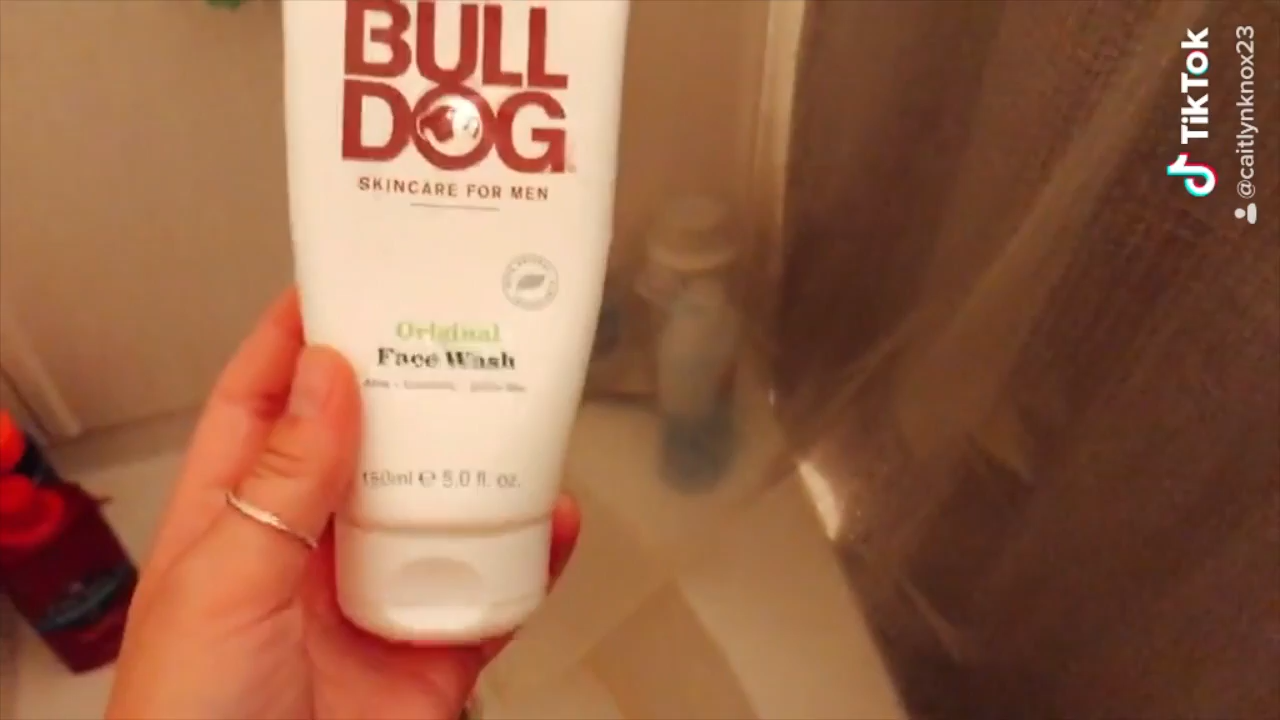 BULL
DOG
SKINCARE FOR MEN
Original
Face Wash
150ml ℮ 5.0 fl. oz.
TikTok
@caitlynknox23